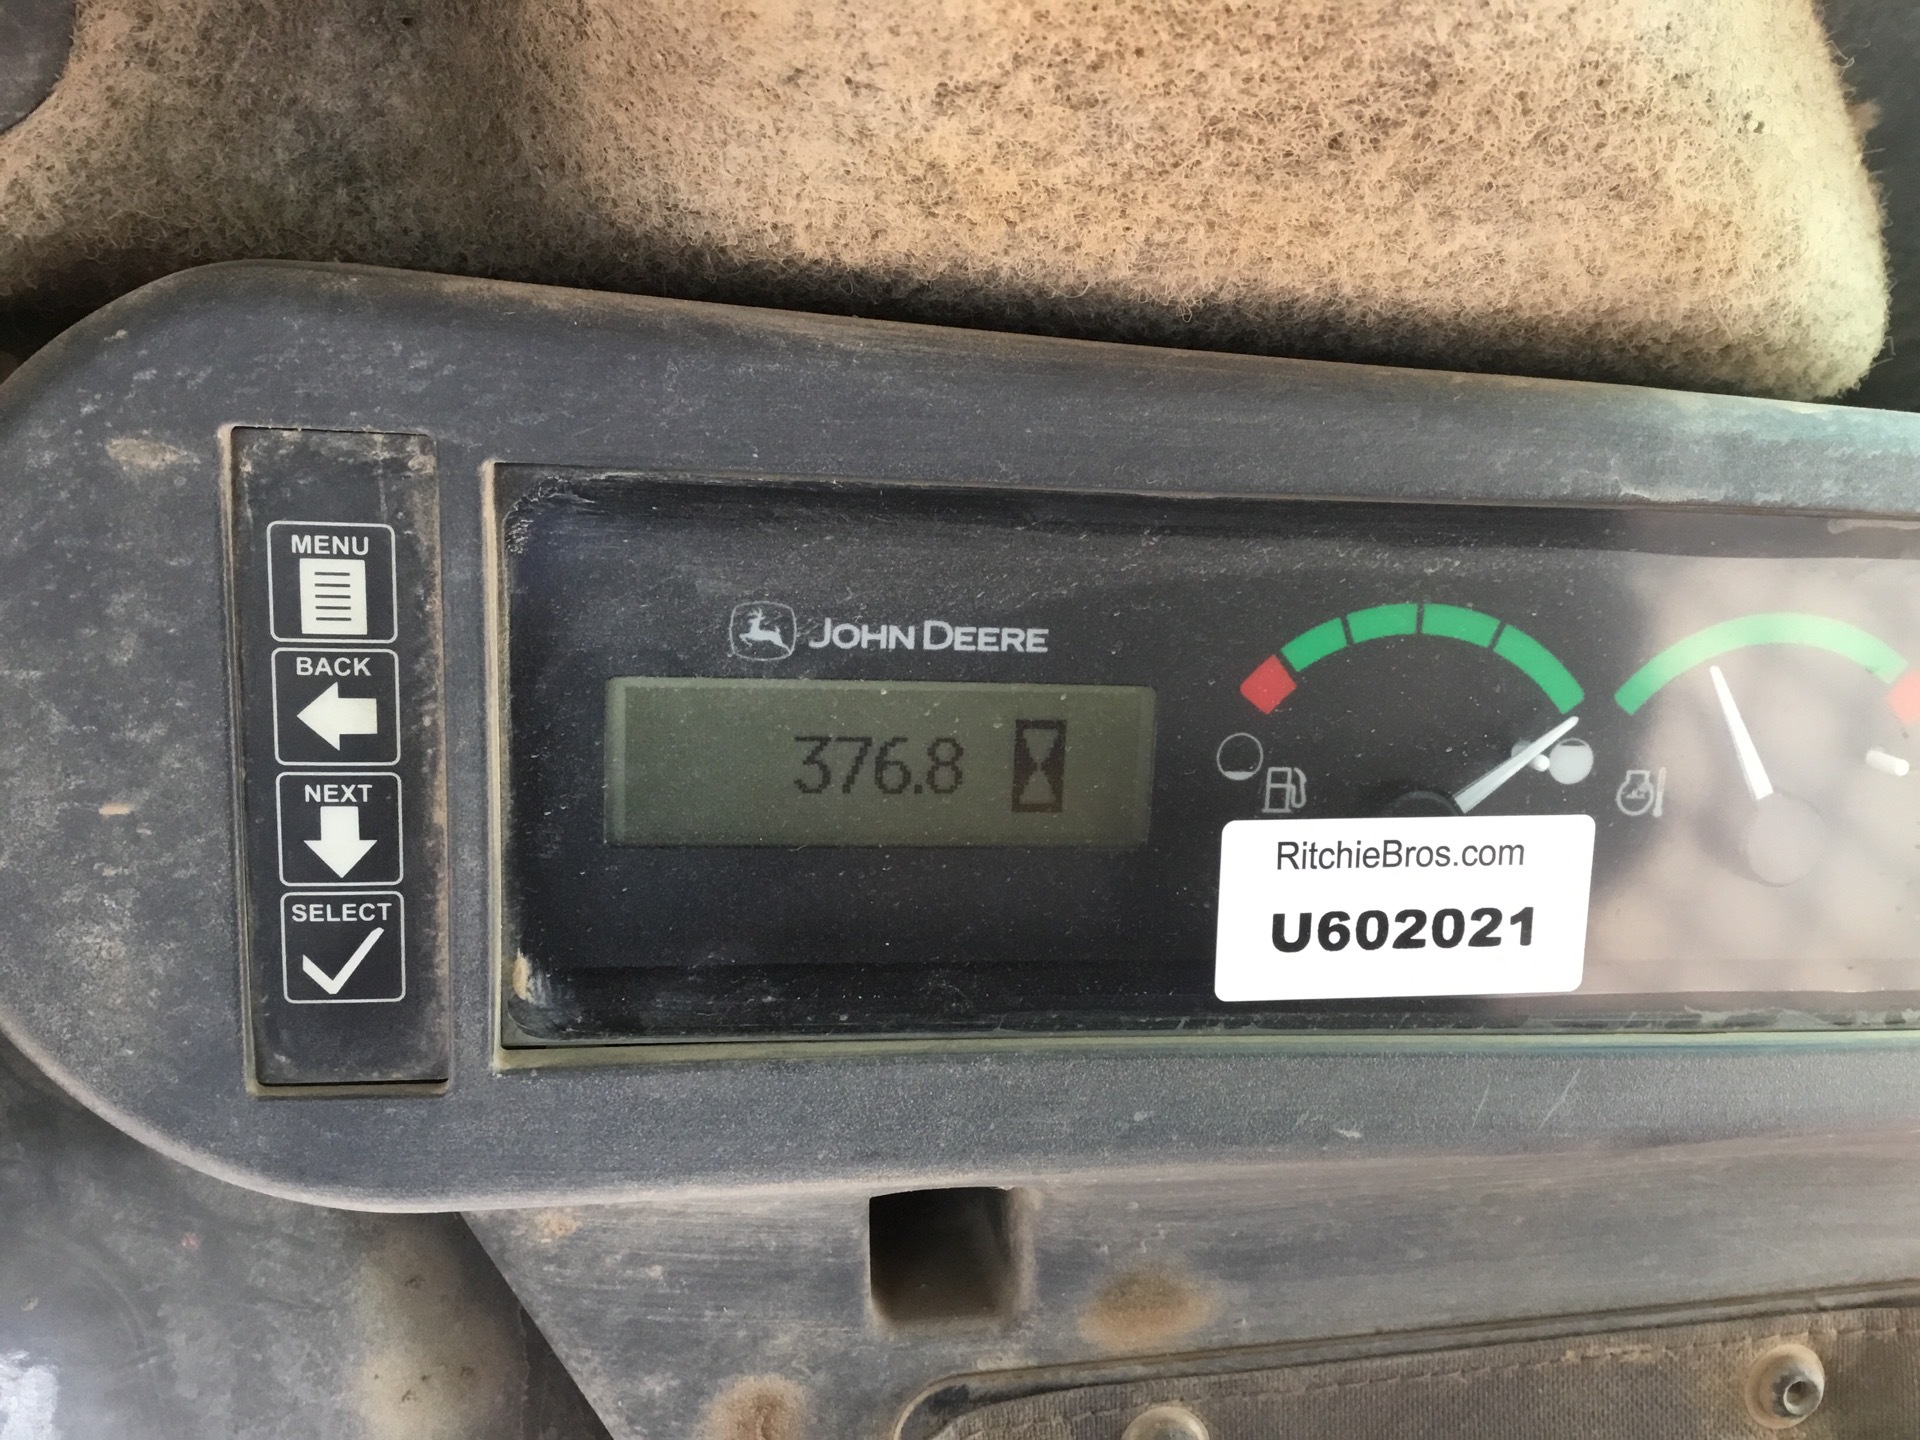 MENU
BACK
NEXT
SELECT
JOHN DEERE
376.8
RitchieBros.com
U602021